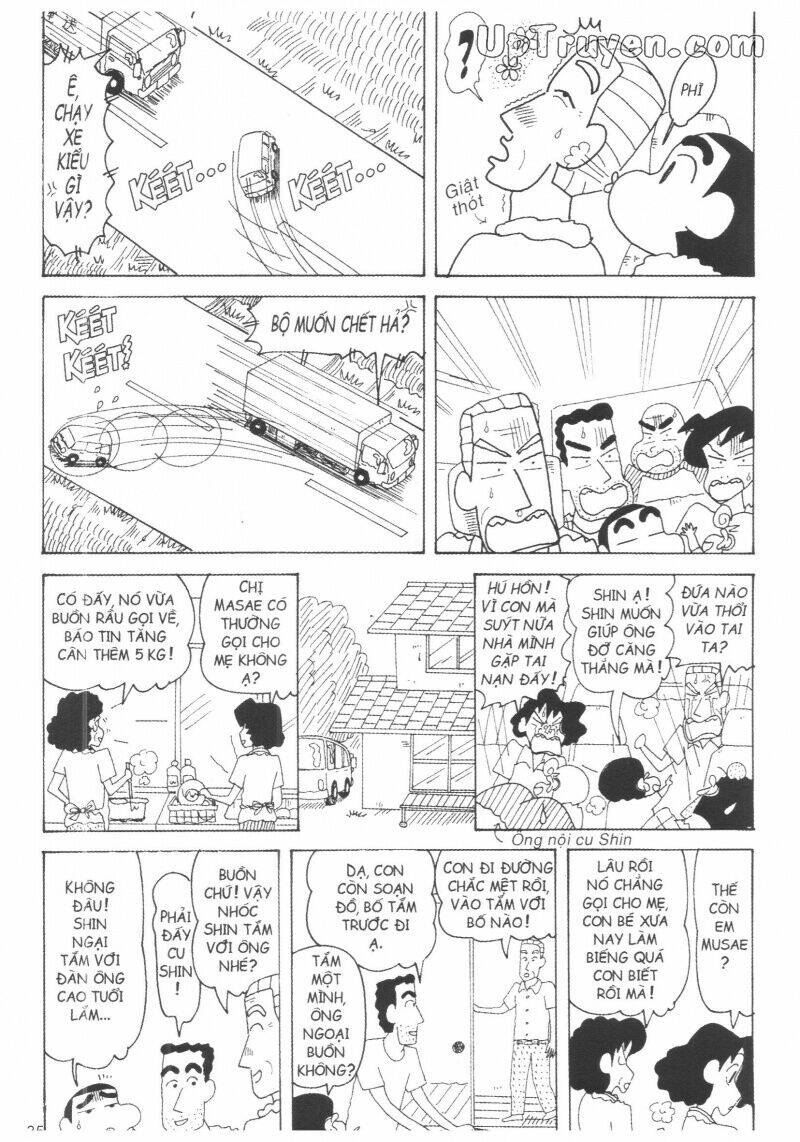 UpTruyen.com
PHÌ
?
Giật
thót
KÉÉT...
KÉÉT...
Ê,
CHẠY
XE
KIỂU
GÌ
VẬY?
BỘ MUỐN CHẾT HẢ?
KÉÉT
KÉÉT!
ĐỨA NÀO
VỪA THỔI
VÀO TAI
TA?
SHIN Ạ!
SHIN MUỐN
GIÚP ÔNG
ĐỠ CĂNG
THẲNG MÀ!
HÚ HỒN!
VÌ CON MÀ
SUÝT NỮA
NHÀ MÌNH
GẶP TAI
NẠN ĐẤY!
Ông nội cu Shin
CHỊ
MASAE CÓ
THƯỜNG
GỌI CHO
MẸ KHÔNG
Ạ?
CÓ ĐẤY, NÓ VỪA
BUỒN RẦU GỌI VỀ,
BÁO TIN TĂNG
CÂN THÊM 5 KG!
THẾ
CÒN
EM
MUSAE?
LÂU RỒI
NÓ CHẲNG
GỌI CHO MẸ,
CON BÉ XƯA
NAY LÀM
BIẾNG QUÁ
CON BIẾT
RỒI MÀ!
CON ĐI ĐƯỜNG
CHẮC MỆT RỒI,
VÀO TẮM VỚI
BỐ NÀO!
DẠ, CON
CÒN SOẠN
ĐỒ, BỐ TẮM
TRƯỚC ĐI
Ạ.
TẮM
MỘT
MÌNH,
ÔNG
NGOẠI
BUỒN
KHÔNG?
BUỒN
CHỨ! VẬY
NHÓC
SHIN TẮM
VỚI ÔNG
NHÉ?
PHẢI
ĐẤY CU
SHIN!
KHÔNG
ĐÂU!
SHIN
NGẠI
TẮM VỚI
ĐÀN ÔNG
CAO TUỔI
LẮM...